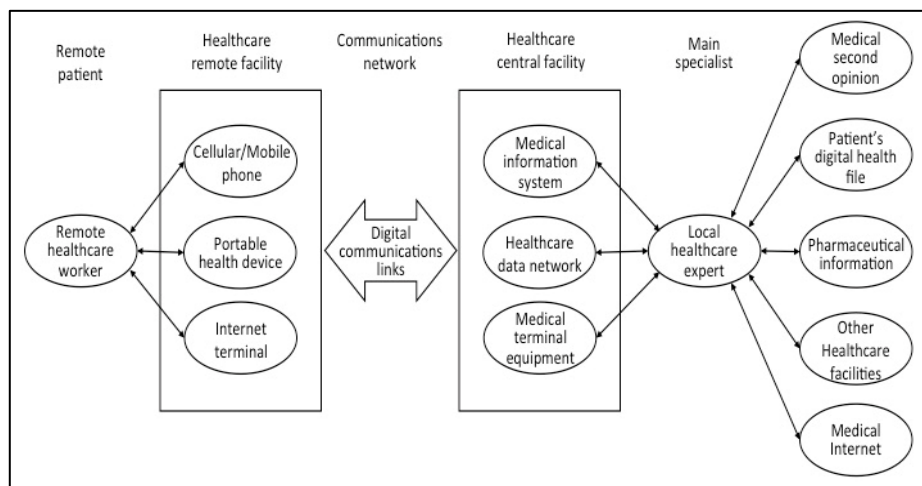 Remote
patient
Healthcare
remote facility
Communications
network
Healthcare
central facility
Main
specialist
Medical
second
opinion
Cellular/Mobile
phone
Medical
information
system
Patient's
digital health
file
Remote
healthcare
worker
Portable
health device
Digital
communications
links
Healthcare
data network
Local
healthcare
expert
Pharmaceutical
information
Internet
terminal
Medical
terminal
equipment
Other
Healthcare
facilities
Medical
Internet